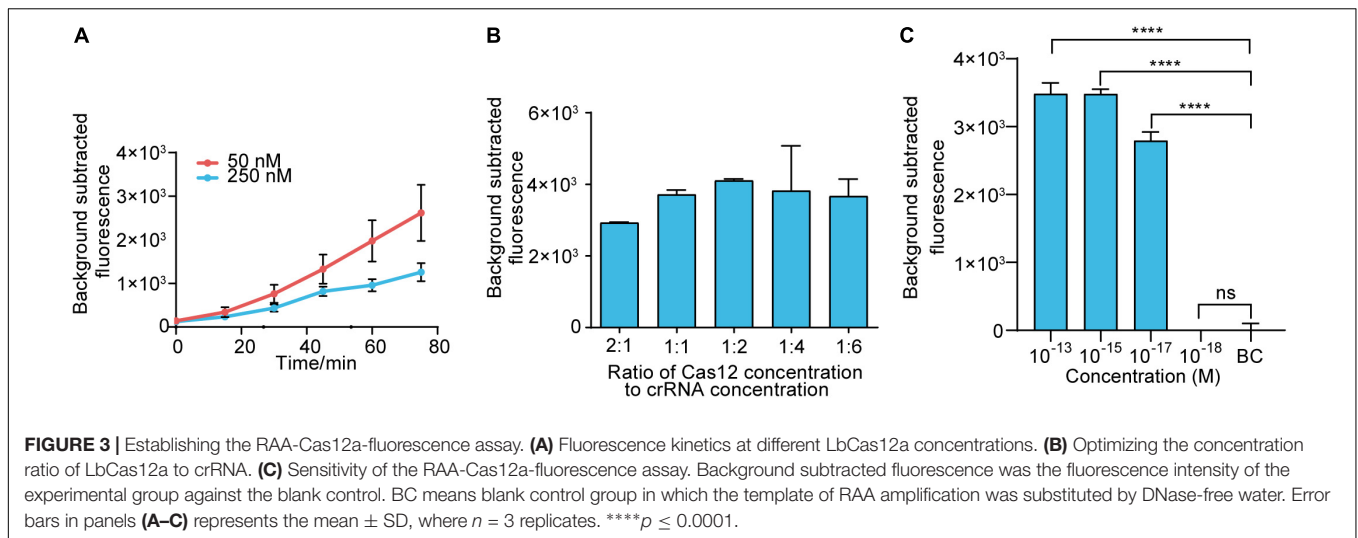 A
Background subtracted
fluorescence
4×10³
3×10³
2×10³
1×10³
0
50 nM
250 nM
0 20 40 60 80
Time/min
B
Background subtracted
fluorescence
6×10³
4×10³
2×10³
0
2:1 1:1 1:2 1:4 1:6
Ratio of Cas12 concentration
to crRNA concentration
C
Background subtracted
fluorescence
4×10³
3×10³
2×10³
1×10³
0
****
****
****
ns
10⁻¹³ 10⁻¹⁵ 10⁻¹⁷ 10⁻¹⁸ BC
Concentration (M)
FIGURE 3 | Establishing the RAA-Cas12a-fluorescence assay. (A) Fluorescence kinetics at different LbCas12a concentrations. (B) Optimizing the concentration
ratio of LbCas12a to crRNA. (C) Sensitivity of the RAA-Cas12a-fluorescence assay. Background subtracted fluorescence was the fluorescence intensity of the
experimental group against the blank control. BC means blank control group in which the template of RAA amplification was substituted by DNase-free water. Error
bars in panels (A–C) represents the mean ± SD, where n = 3 replicates. ****p ≤ 0.0001.